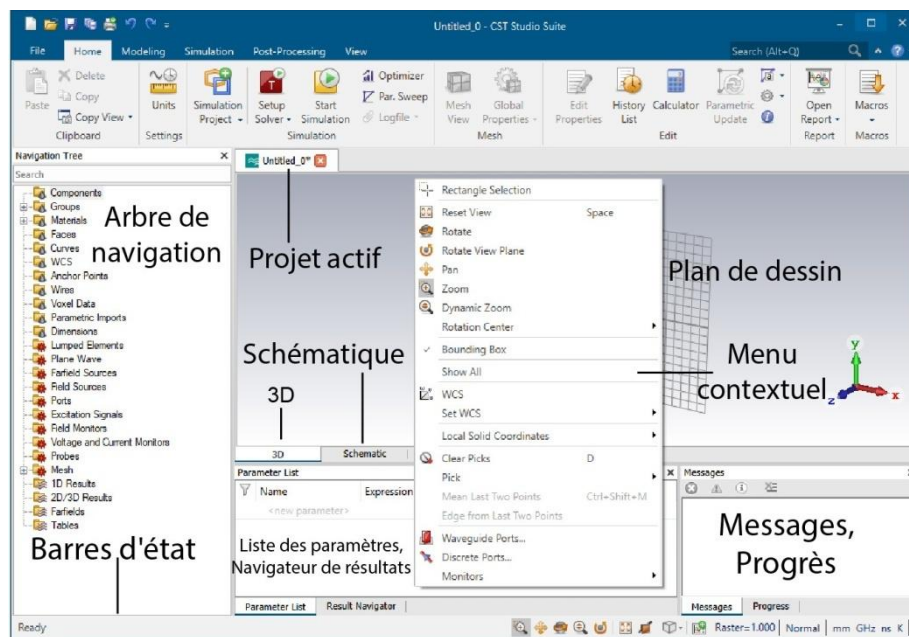 Untitled_0 - CST Studio Suite
File Home Modeling Simulation Post-Processing View Search (Alt+Q)
Paste
Delete
Copy
Copy View
Clipboard
Units
Settings
Simulation Project
Setup Solver
Start Simulation
Optimizer
Par. Sweep
Logfile
Simulation
Mesh View
Global Properties
Mesh
Edit Properties
History List
Calculator
Parametric Update
Edit
Open Report
Report
Macros
Macros
Navigation Tree
Search
Components
Groups
Materials
Faces
Curves
WCS
Anchor Points
Wires
Voxel Data
Parametric Imports
Dimensions
Lumped Elements
Plane Wave
Farfield Sources
Field Sources
Ports
Excitation Signals
Field Monitors
Voltage and Current Monitors
Probes
Mesh
1D Results
2D/3D Results
Farfields
Tables
Arbre de
navigation
Barres d'état
Untitled_0*
Projet actif
Schématique
3D
3D Schematic
Rectangle Selection
Reset View Space
Rotate
Rotate View Plane
Pan
Zoom
Dynamic Zoom
Rotation Center
Bounding Box
Show All
WCS
Set WCS
Local Solid Coordinates
Clear Picks D
Pick
Mean Last Two Points Ctrl+Shift+M
Edge from Last Two Points
Waveguide Ports...
Discrete Ports...
Monitors
Plan de dessin
Menu
contextuel
y
z
x
Parameter List
Name Expression
<new parameter>
Liste des paramètres,
Navigateur de résultats
Parameter List Result Navigator
Messages
Messages,
Progrès
Messages Progress
Ready
Raster=1.000 Normal mm GHz ns K